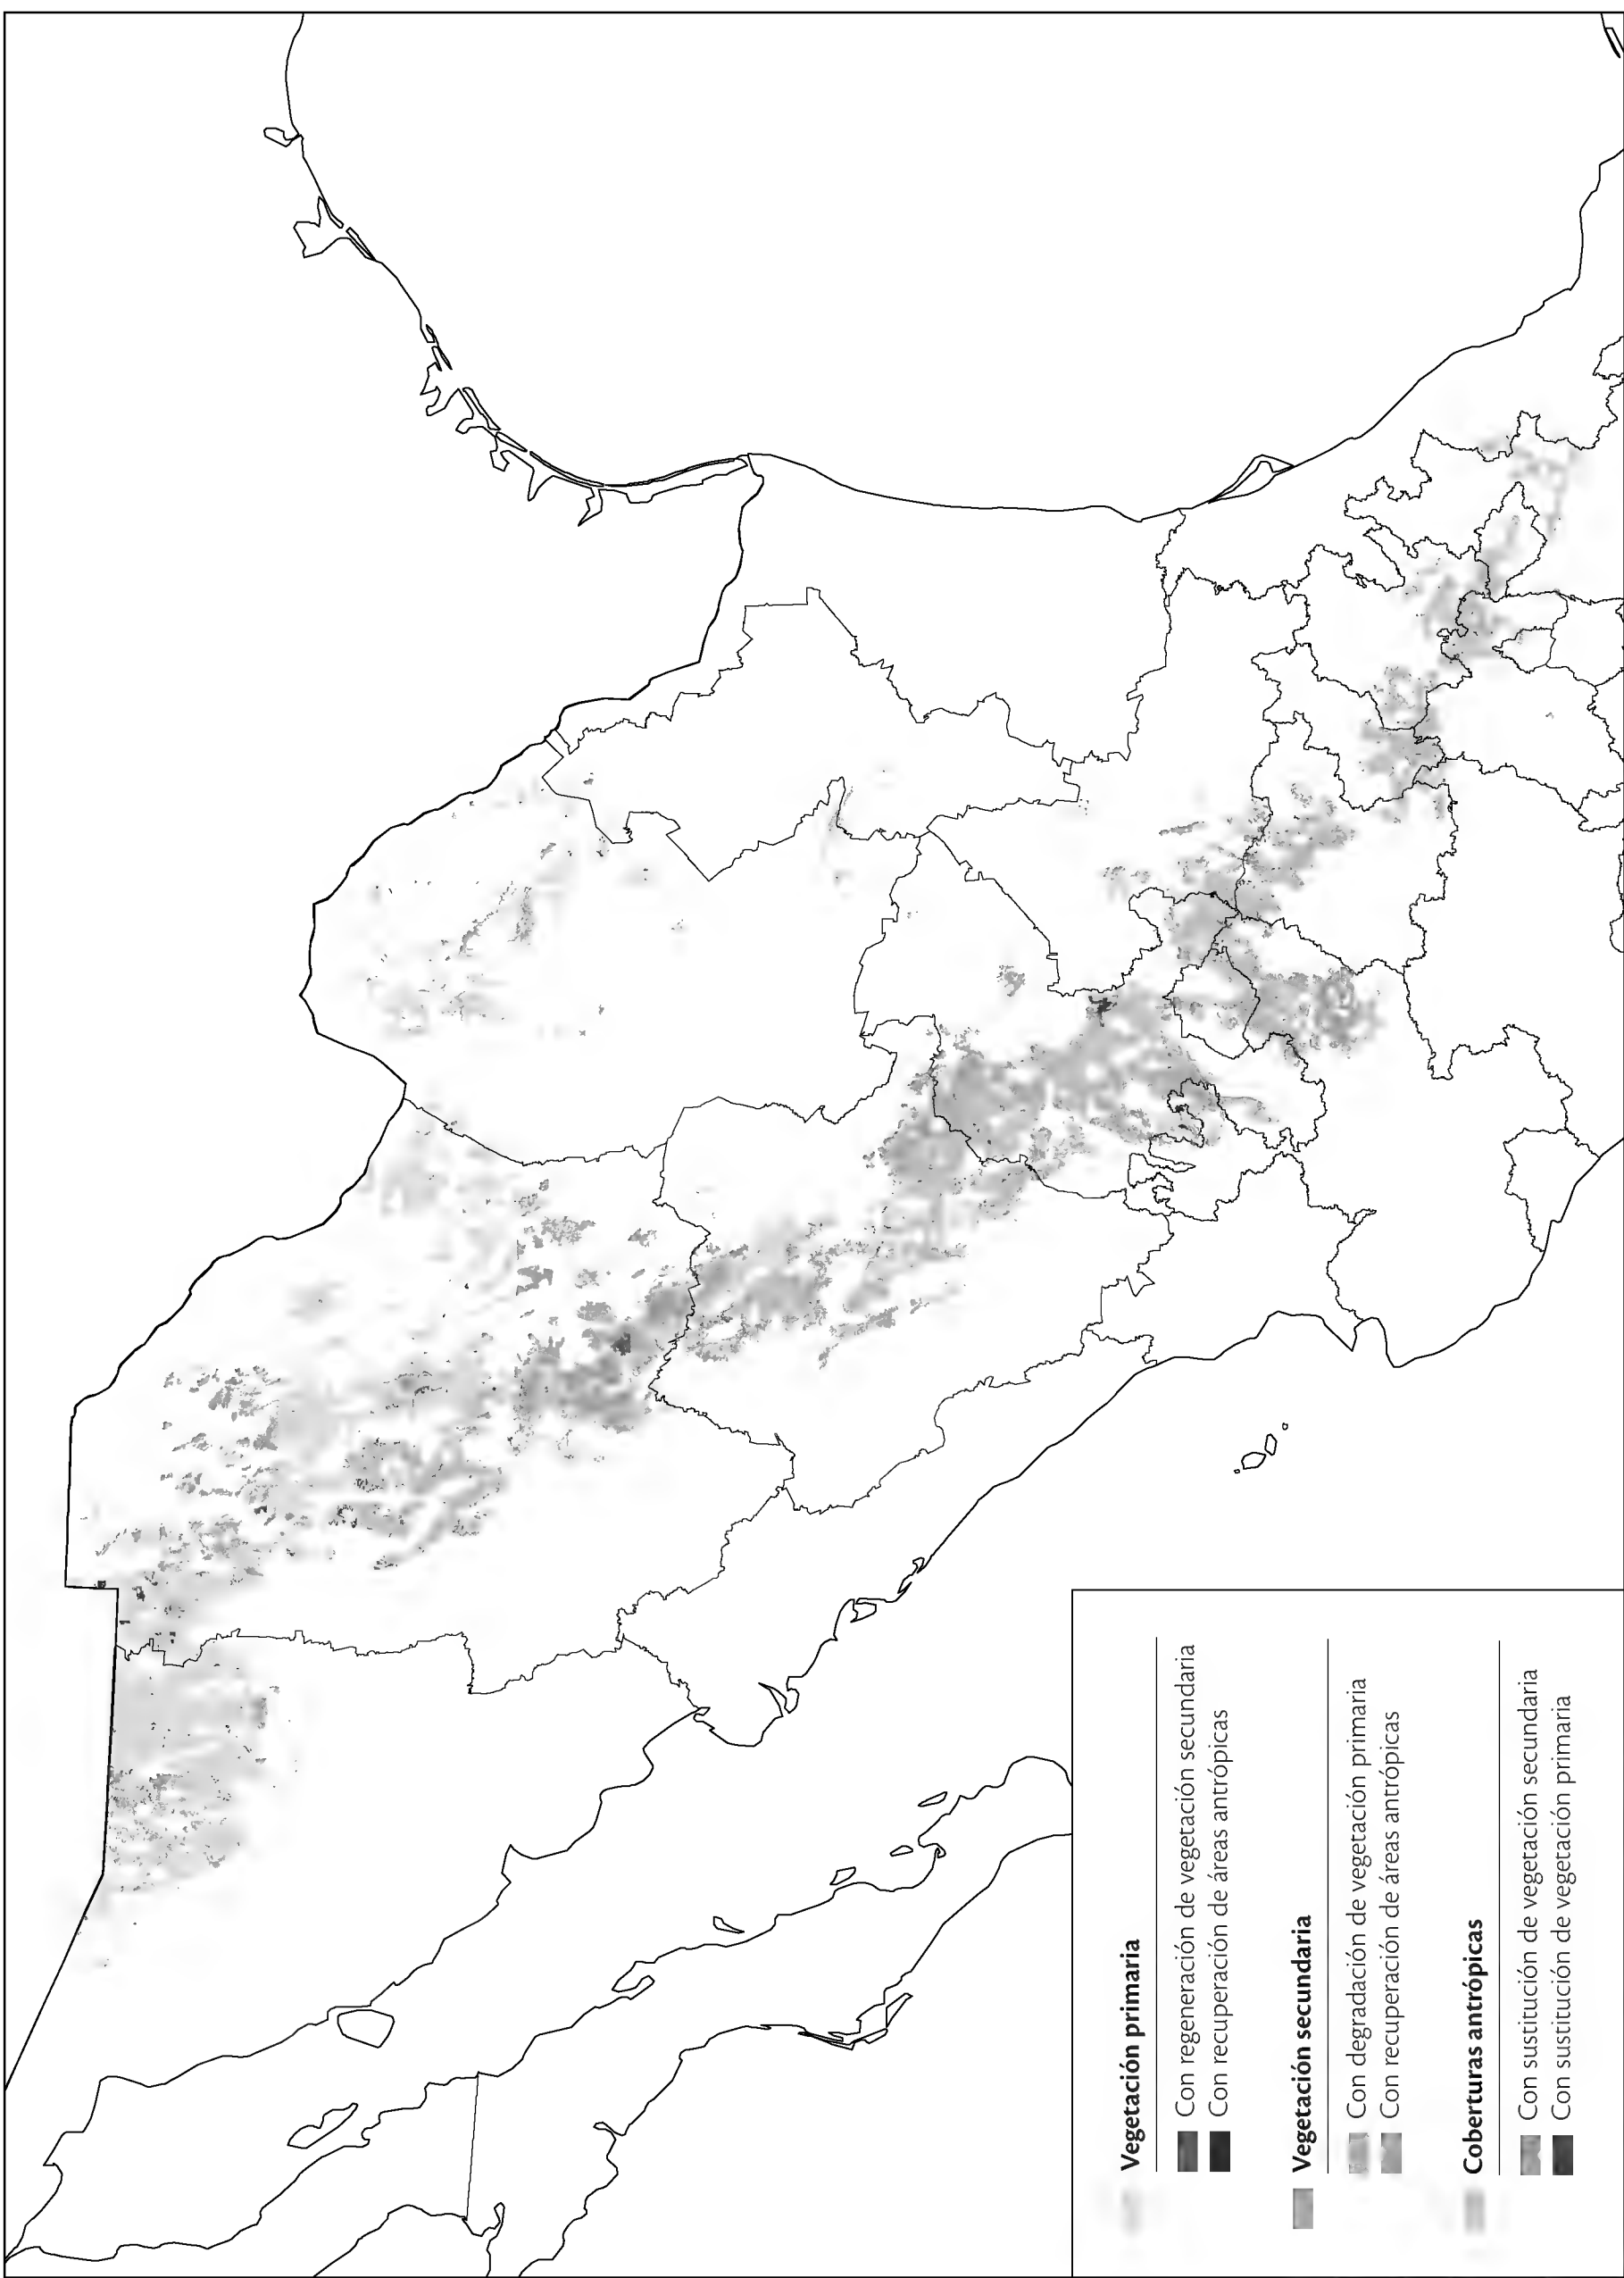 Vegetación primaria
Con regeneración de vegetación secundaria
Con recuperación de áreas antrópicas
Vegetación secundaria
Con degradación de vegetación primaria
Con recuperación de áreas antrópicas
Coberturas antrópicas
Con sustitución de vegetación secundaria
Con sustitución de vegetación primaria